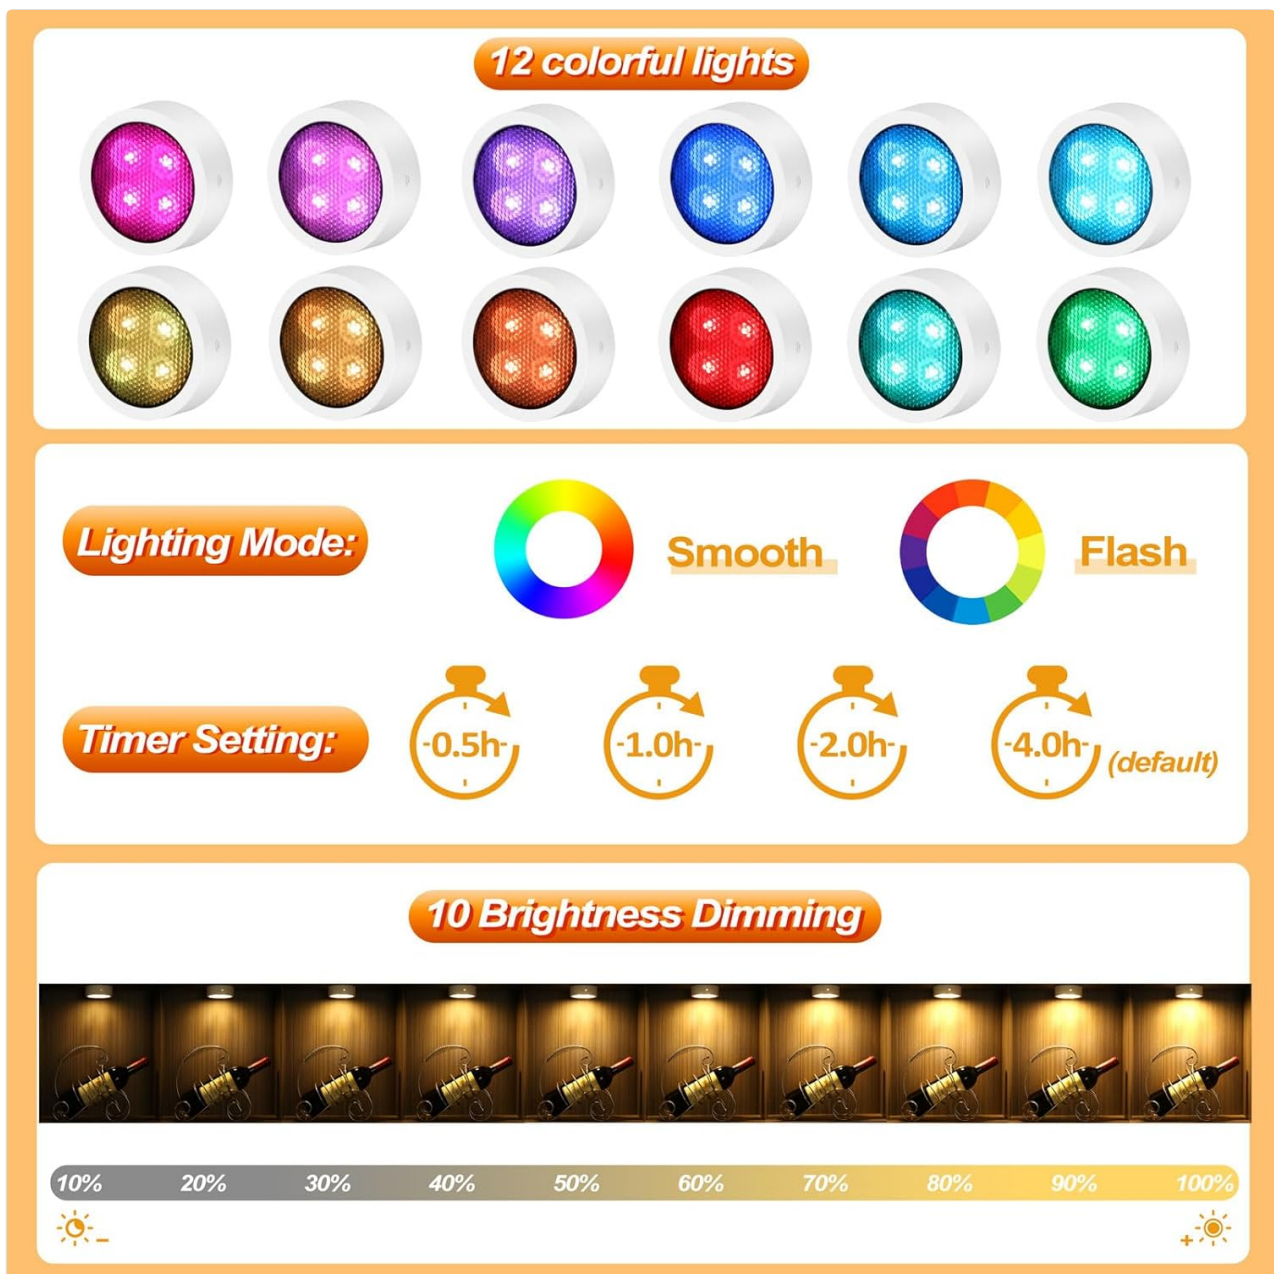 12 colorful lights
Lighting Mode:
Smooth
Flash
Timer Setting:
-0.5h-
-1.0h-
-2.0h-
-4.0h-
(default)
10 Brightness Dimming
10% 20% 30% 40% 50% 60% 70% 80% 90% 100%
- +